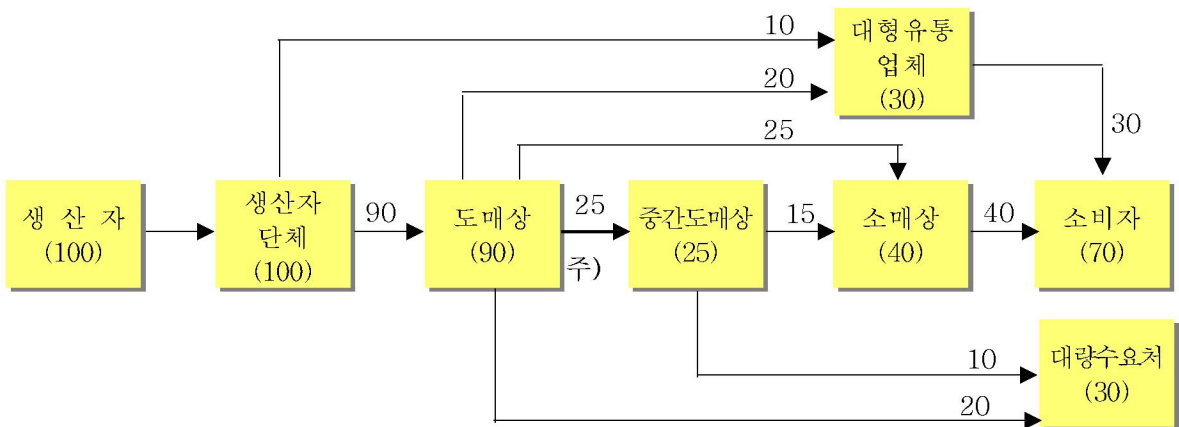 10
대형유통
업체
(30)
20
25
30
생 산 자
(100)
생산자
단체
(100)
90
도매상
(90)
25
주)
중간도매상
(25)
15
소매상
(40)
40
소비자
(70)
10
20
대량수요처
(30)